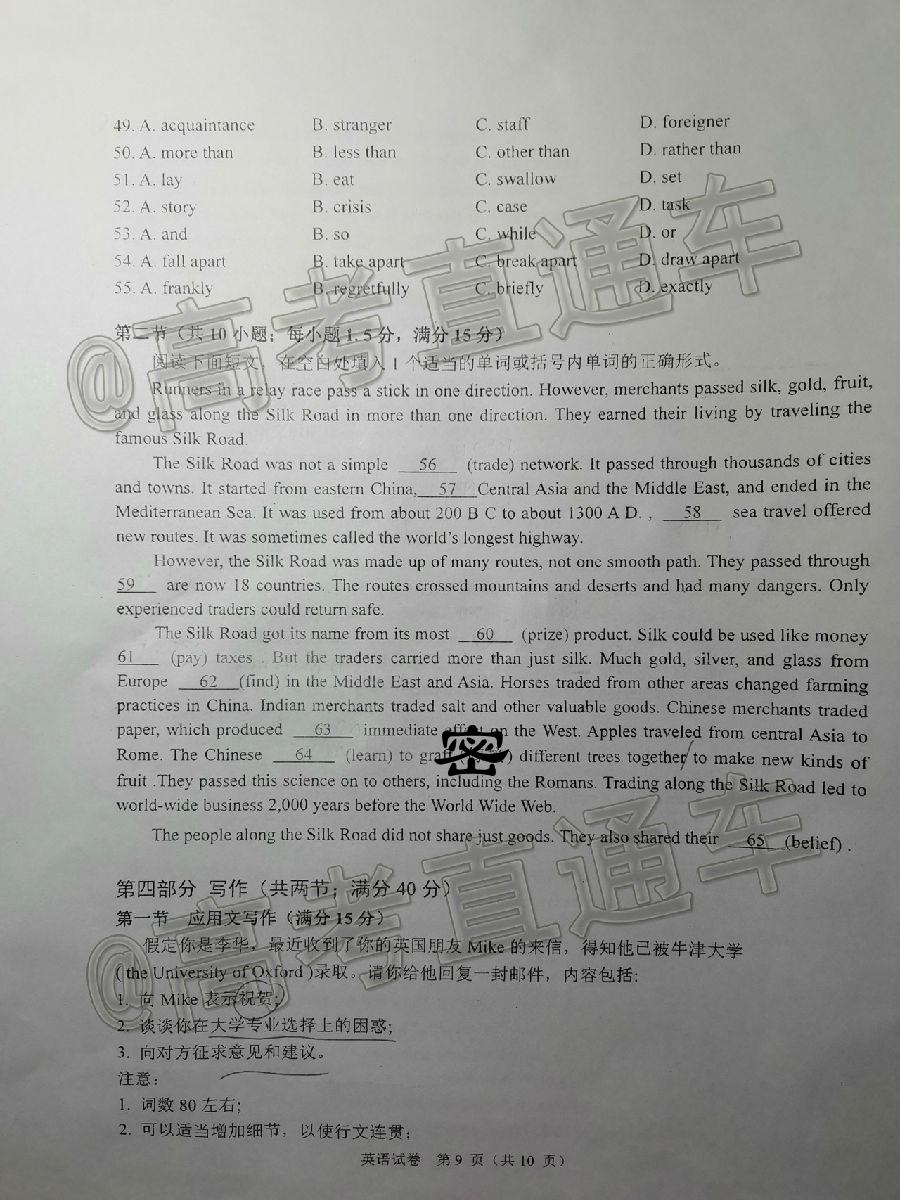 49. A. acquaintance B. stranger C. staff D. foreigner
50. A. more than B. less than C. other than D. rather than
51. A. lay B. eat C. swallow D. set
52. A. story B. crisis C. case D. task
53. A. and B. so C. while D. or
54. A. fall apart B. take apart C. break apart D. draw apart
55. A. frankly B. regretfully C. briefly D. exactly
@高考直通车
第二节（共 10 小题；每小题 1.5 分，满分 15 分）
阅读下面短文，在空白处填入 1 个适当的单词或括号内单词的正确形式。
Runners in a relay race pass a stick in one direction. However, merchants passed silk, gold, fruit,
and glass along the Silk Road in more than one direction. They earned their living by traveling the
famous Silk Road.
The Silk Road was not a simple 56 (trade) network. It passed through thousands of cities
and towns. It started from eastern China, 57 Central Asia and the Middle East, and ended in the
Mediterranean Sea. It was used from about 200 B C to about 1300 A D. , 58 sea travel offered
new routes. It was sometimes called the world's longest highway.
However, the Silk Road was made up of many routes, not one smooth path. They passed through
59 are now 18 countries. The routes crossed mountains and deserts and had many dangers. Only
experienced traders could return safe.
The Silk Road got its name from its most 60 (prize) product. Silk could be used like money
61 (pay) taxes . But the traders carried more than just silk. Much gold, silver, and glass from
Europe 62 (find) in the Middle East and Asia. Horses traded from other areas changed farming
practices in China. Indian merchants traded salt and other valuable goods. Chinese merchants traded
paper, which produced 63 immediate the West. Apples traveled from central Asia to
Rome. The Chinese 64 (learn) to 密 different trees together to make new kinds of
fruit .They passed this science on to others, including the Romans. Trading along the Silk Road led to
world-wide business 2,000 years before the World Wide Web.
The people along the Silk Road did not share just goods. They also shared their 65 (belief) .
@高考直通车
第四部分 写作（共两节；满分 40 分）
第一节 应用文写作（满分 15 分）
假定你是李华，最近收到了你的英国朋友 Mike 的来信，得知他已被牛津大学
( the University of Oxford )录取。请你给他回复一封邮件，内容包括：
1. 向 Mike 表示祝贺;
2. 谈谈你在大学专业选择上的困惑;
3. 向对方征求意见和建议。
注意：
1. 词数 80 左右;
2. 可以适当增加细节，以使行文连贯；
英语试卷 第 9 页（共 10 页）